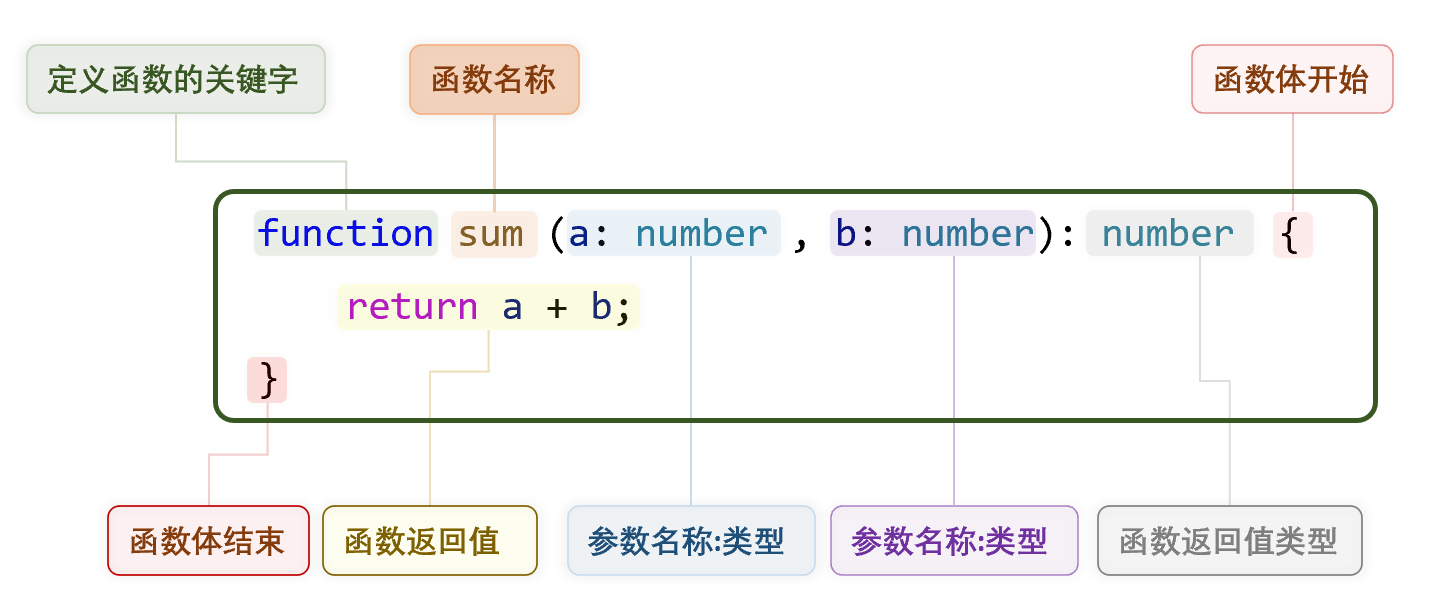 定义函数的关键字 函数名称 函数体开始
function sum (a: number , b: number): number {
return a + b;
}
函数体结束 函数返回值 参数名称:类型 参数名称:类型 函数返回值类型